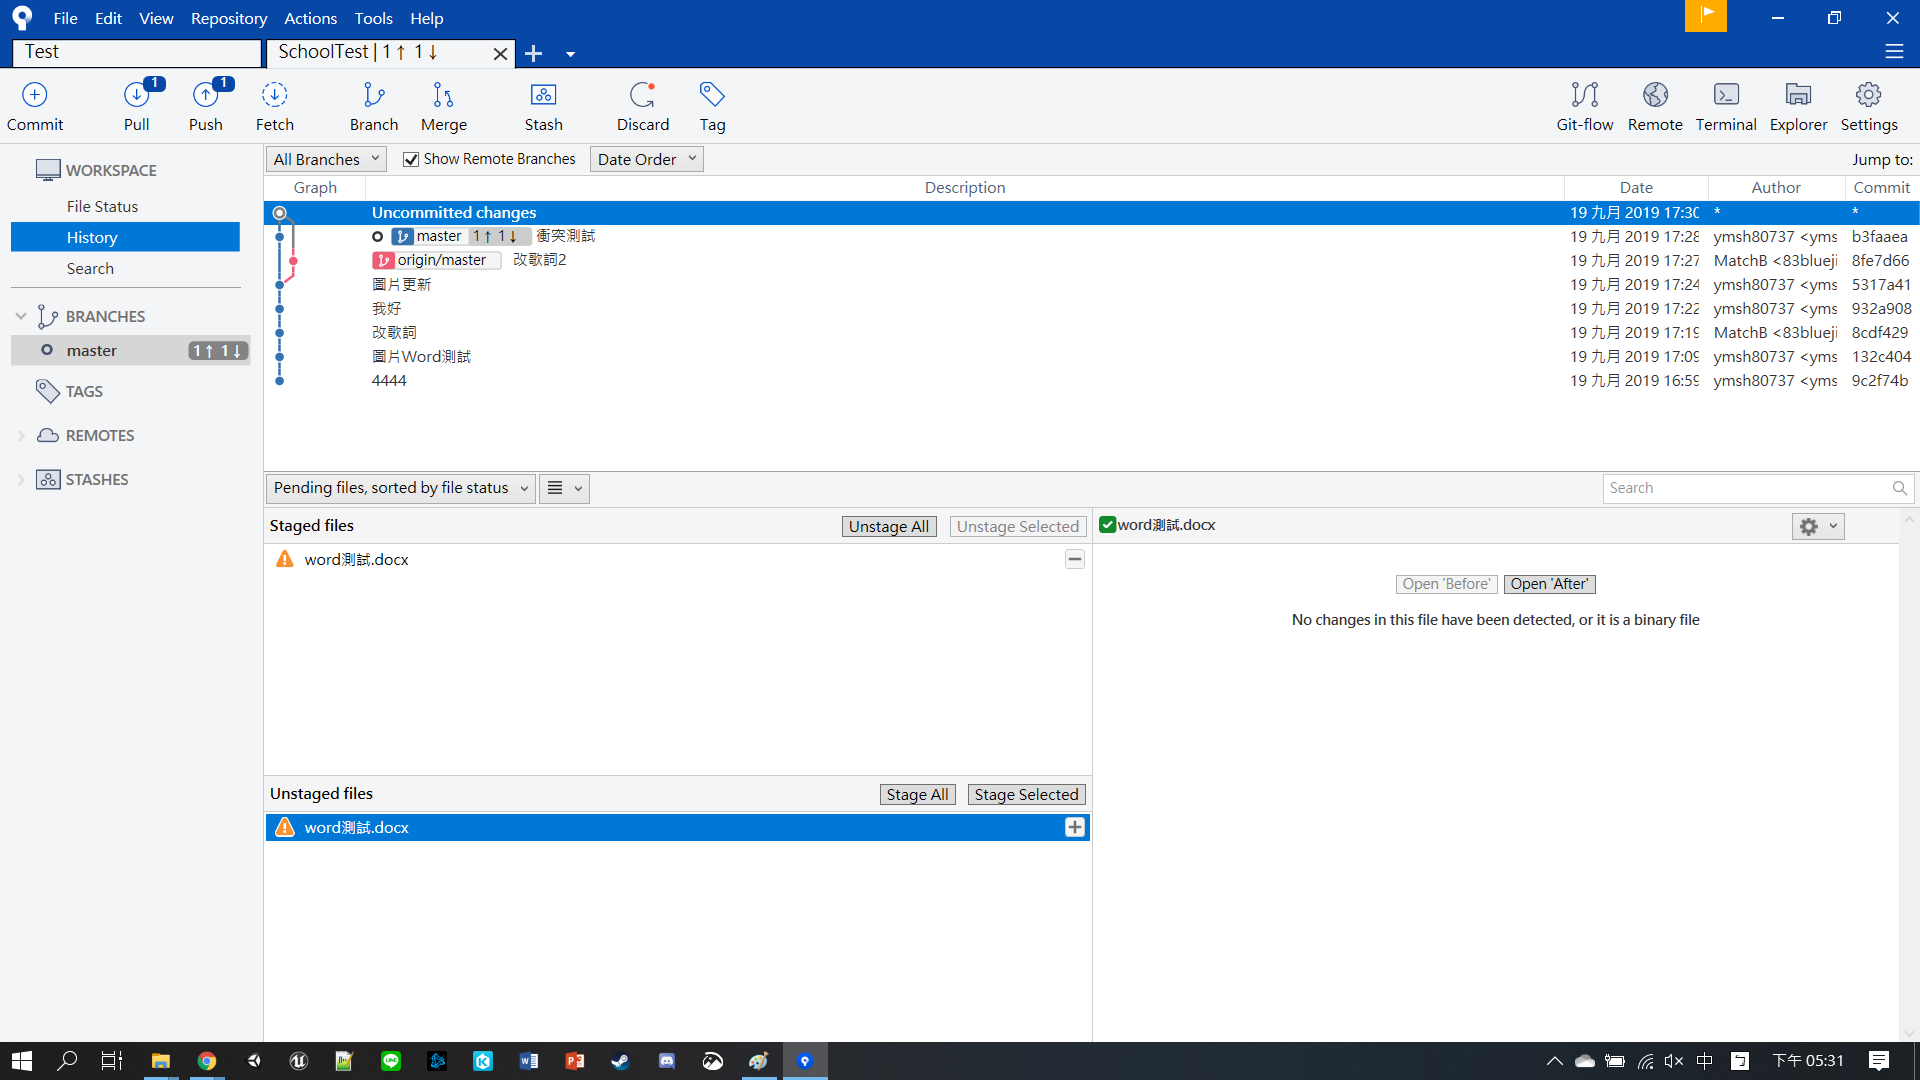 File Edit View Repository Actions Tools Help
Test SchoolTest | 1↑ 1↓
1 1
Commit Pull Push Fetch Branch Merge Stash Discard Tag Git-flow Remote Terminal Explorer Settings
WORKSPACE
File Status
History
Search
BRANCHES
master 1↑ 1↓
TAGS
REMOTES
STASHES
All Branches Show Remote Branches Date Order Jump to:
Graph Description Date Author Commit
Uncommitted changes 19 九月 2019 17:30 * *
master 1↑ 1↓ 衝突測試 19 九月 2019 17:28 ymsh80737 <yms b3faaea
origin/master 改歌詞2 19 九月 2019 17:27 MatchB <83blueji 8fe7d66
圖片更新 19 九月 2019 17:24 ymsh80737 <yms 5317a41
我好 19 九月 2019 17:22 ymsh80737 <yms 932a908
改歌詞 19 九月 2019 17:19 MatchB <83blueji 8cdf429
圖片Word測試 19 九月 2019 17:09 ymsh80737 <yms 132c404
4444 19 九月 2019 16:59 ymsh80737 <yms 9c2f74b
Pending files, sorted by file status Search
Staged files Unstage All Unstage Selected
word測試.docx
word測試.docx
Open 'Before' Open 'After'
No changes in this file have been detected, or it is a binary file
Unstaged files Stage All Stage Selected
word測試.docx
中 下午 05:31